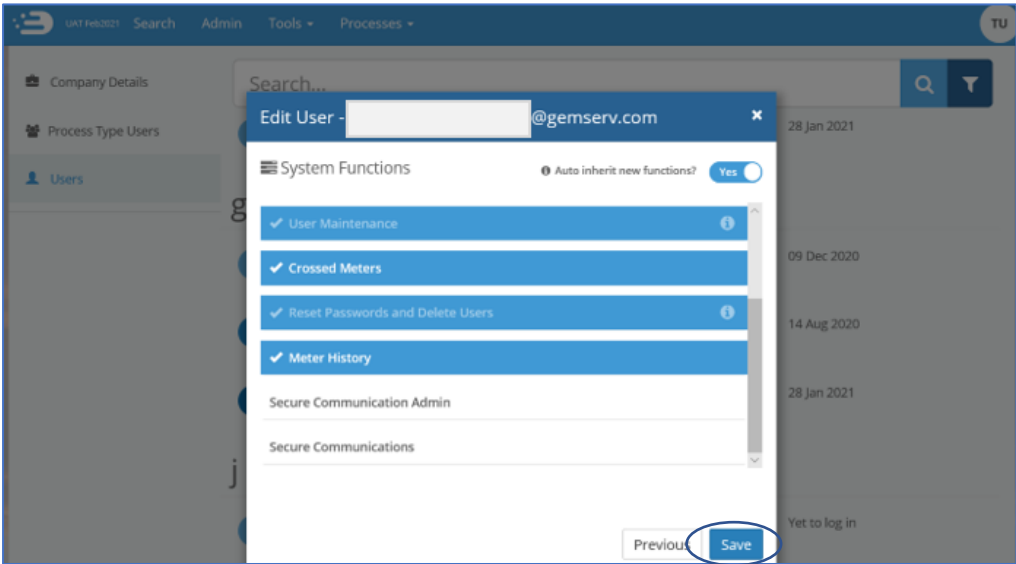 UAT Feb2021 Search Admin Tools Processes TU
Company Details
Process Type Users
Users
Search...
28 Jan 2021
g
09 Dec 2020
14 Aug 2020
28 Jan 2021
j
Yet to log in
Edit User - @gemserv.com ×
System Functions
Auto inherit new functions? Yes
User Maintenance
Crossed Meters
Reset Passwords and Delete Users
Meter History
Secure Communication Admin
Secure Communications
Previous Save